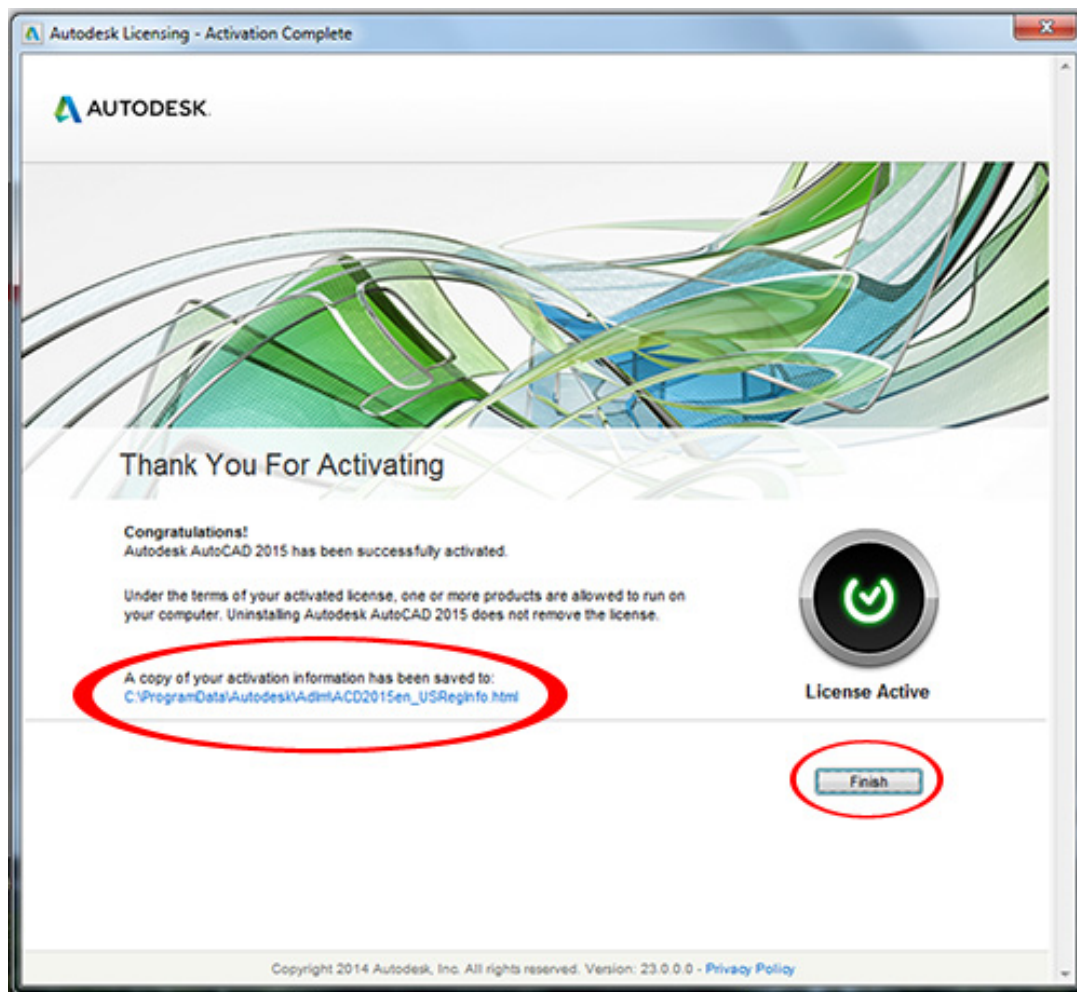 Autodesk Licensing - Activation Complete
AUTODESK.
Thank You For Activating
Congratulations!
Autodesk AutoCAD 2015 has been successfully activated.
Under the terms of your activated license, one or more products are allowed to run on
your computer. Uninstalling Autodesk AutoCAD 2015 does not remove the license.
A copy of your activation information has been saved to:
C:\ProgramData\Autodesk\Adlm\ACD2015en_USRegInfo.html
License Active
Finish
Copyright 2014 Autodesk, Inc. All rights reserved. Version: 23.0.0.0 - Privacy Policy